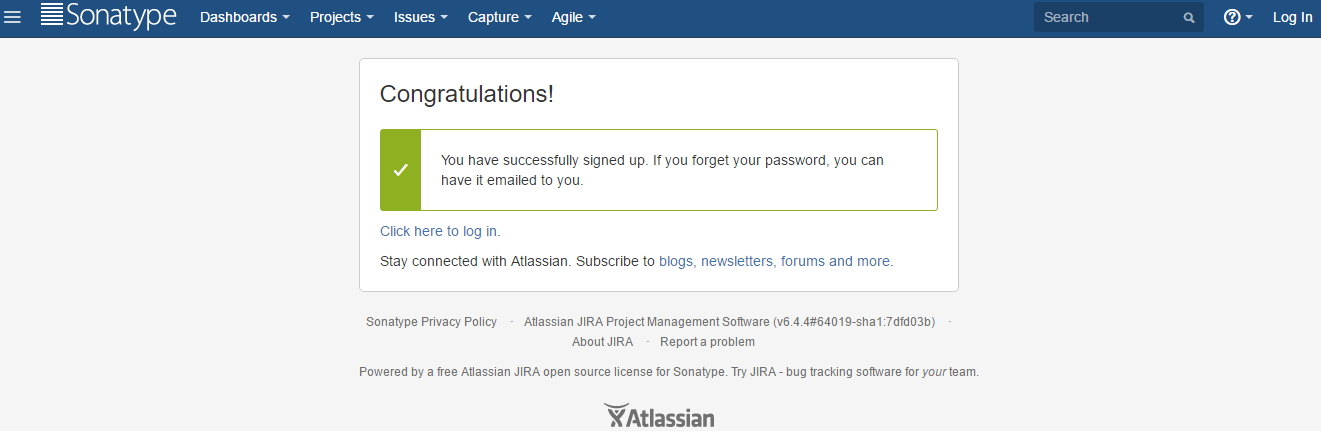 Sonatype Dashboards Projects Issues Capture Agile Search Log In
Congratulations!
You have successfully signed up. If you forget your password, you can
have it emailed to you.
Click here to log in.
Stay connected with Atlassian. Subscribe to blogs, newsletters, forums and more.
Sonatype Privacy Policy · Atlassian JIRA Project Management Software (v6.4.4#64019-sha1:7dfd03b) ·
About JIRA · Report a problem
Powered by a free Atlassian JIRA open source license for Sonatype. Try JIRA - bug tracking software for your team.
Atlassian